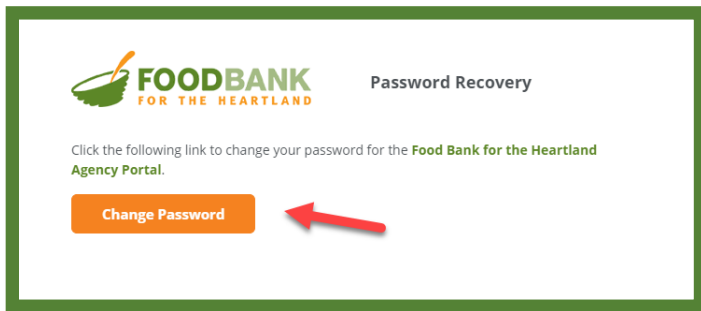 FOODBANK
FOR THE HEARTLAND
Password Recovery
Click the following link to change your password for the Food Bank for the Heartland
Agency Portal.
Change Password